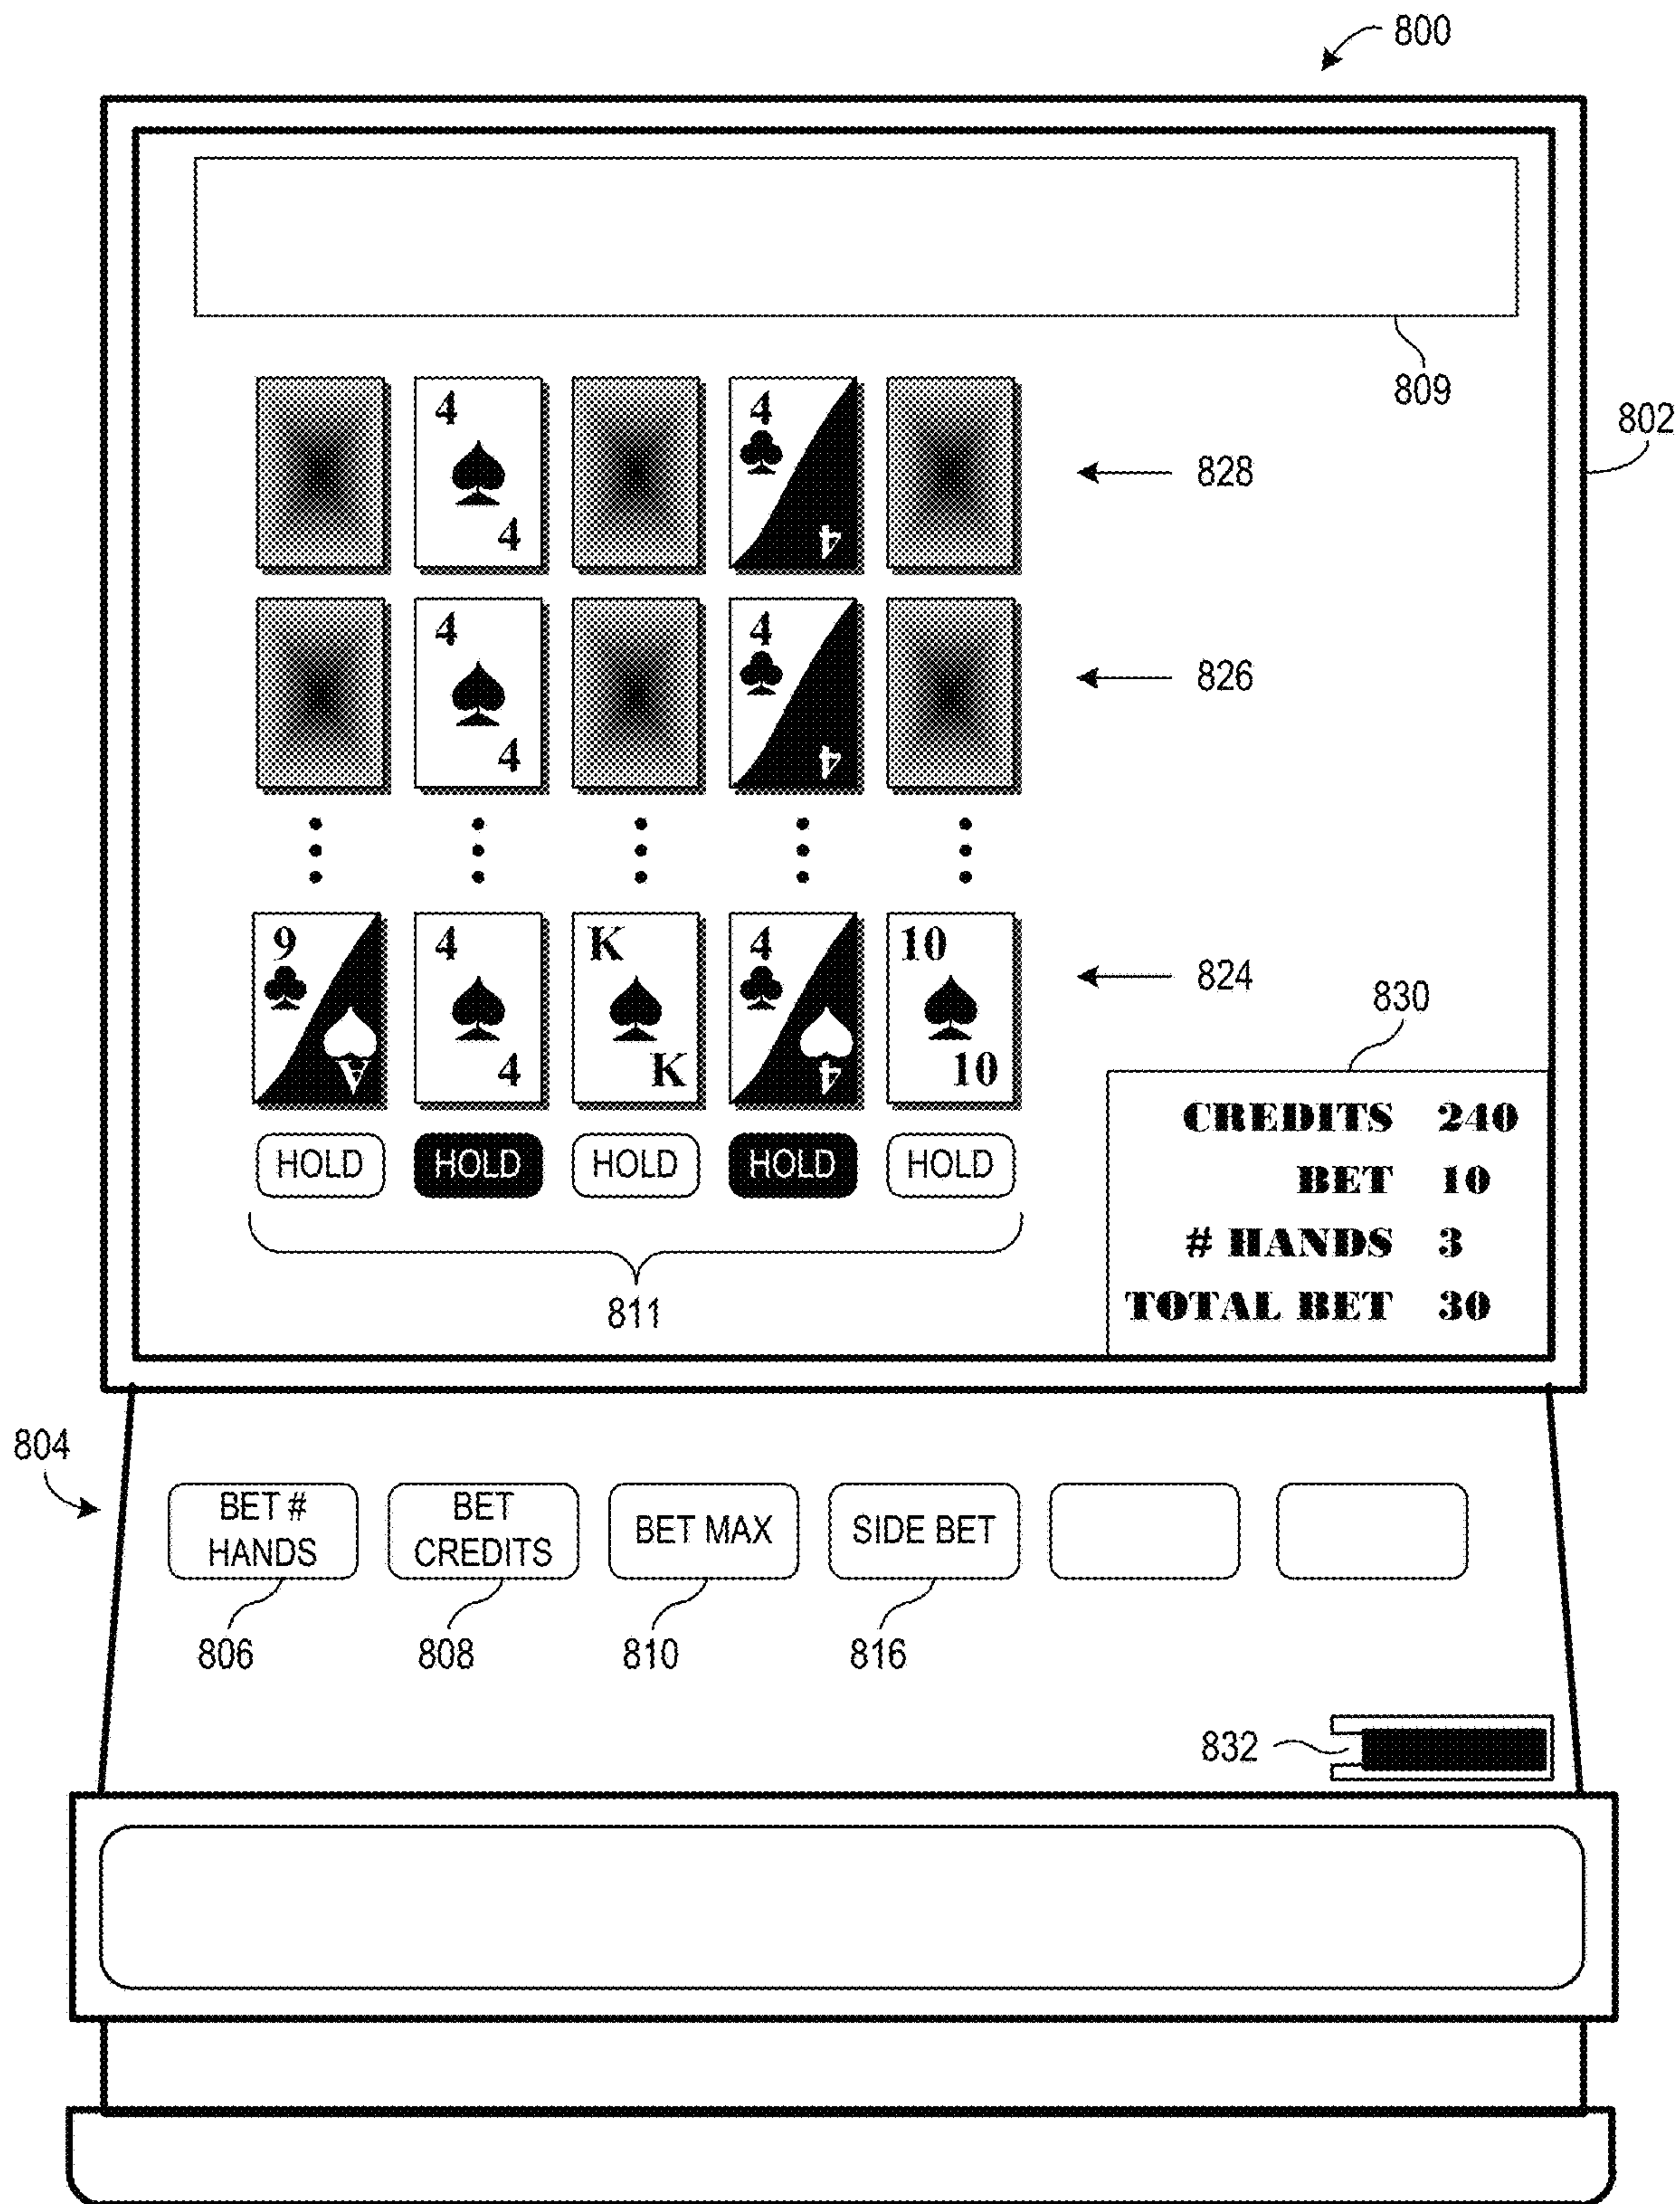 800
809
802
4 4
4 4
828
4 4
4 4
826
9 A
4 4
K K
4 4
10 10
824
830
HOLD HOLD HOLD HOLD HOLD
811
CREDITS 240
BET 10
# HANDS 3
TOTAL BET 30
804
BET #
HANDS
BET
CREDITS
BET MAX
SIDE BET
806
808
810
816
832